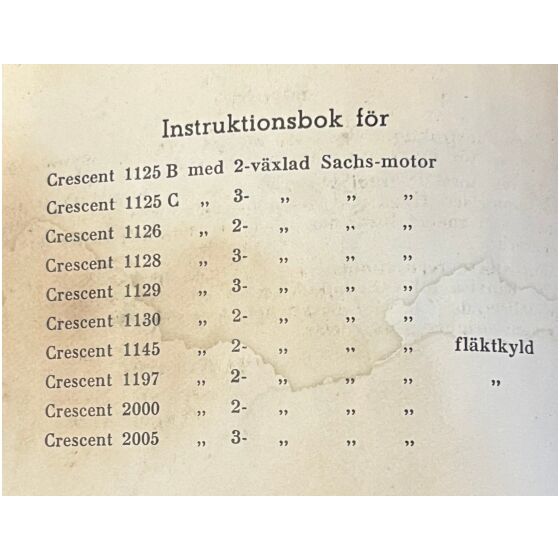 Instruktionsbok för
Crescent 1125 B med 2-växlad Sachs-motor
Crescent 1125 C „ 3- „ „ „
Crescent 1126 „ 2- „ „ „
Crescent 1128 „ 3- „ „ „
Crescent 1129 „ 3- „ „ „
Crescent 1130 „ 2- „ „ „
Crescent 1145 „ 2- „ „ „ fläktkyld
Crescent 1197 „ 2- „ „ „ „
Crescent 2000 „ 2- „ „ „
Crescent 2005 „ 3- „ „ „